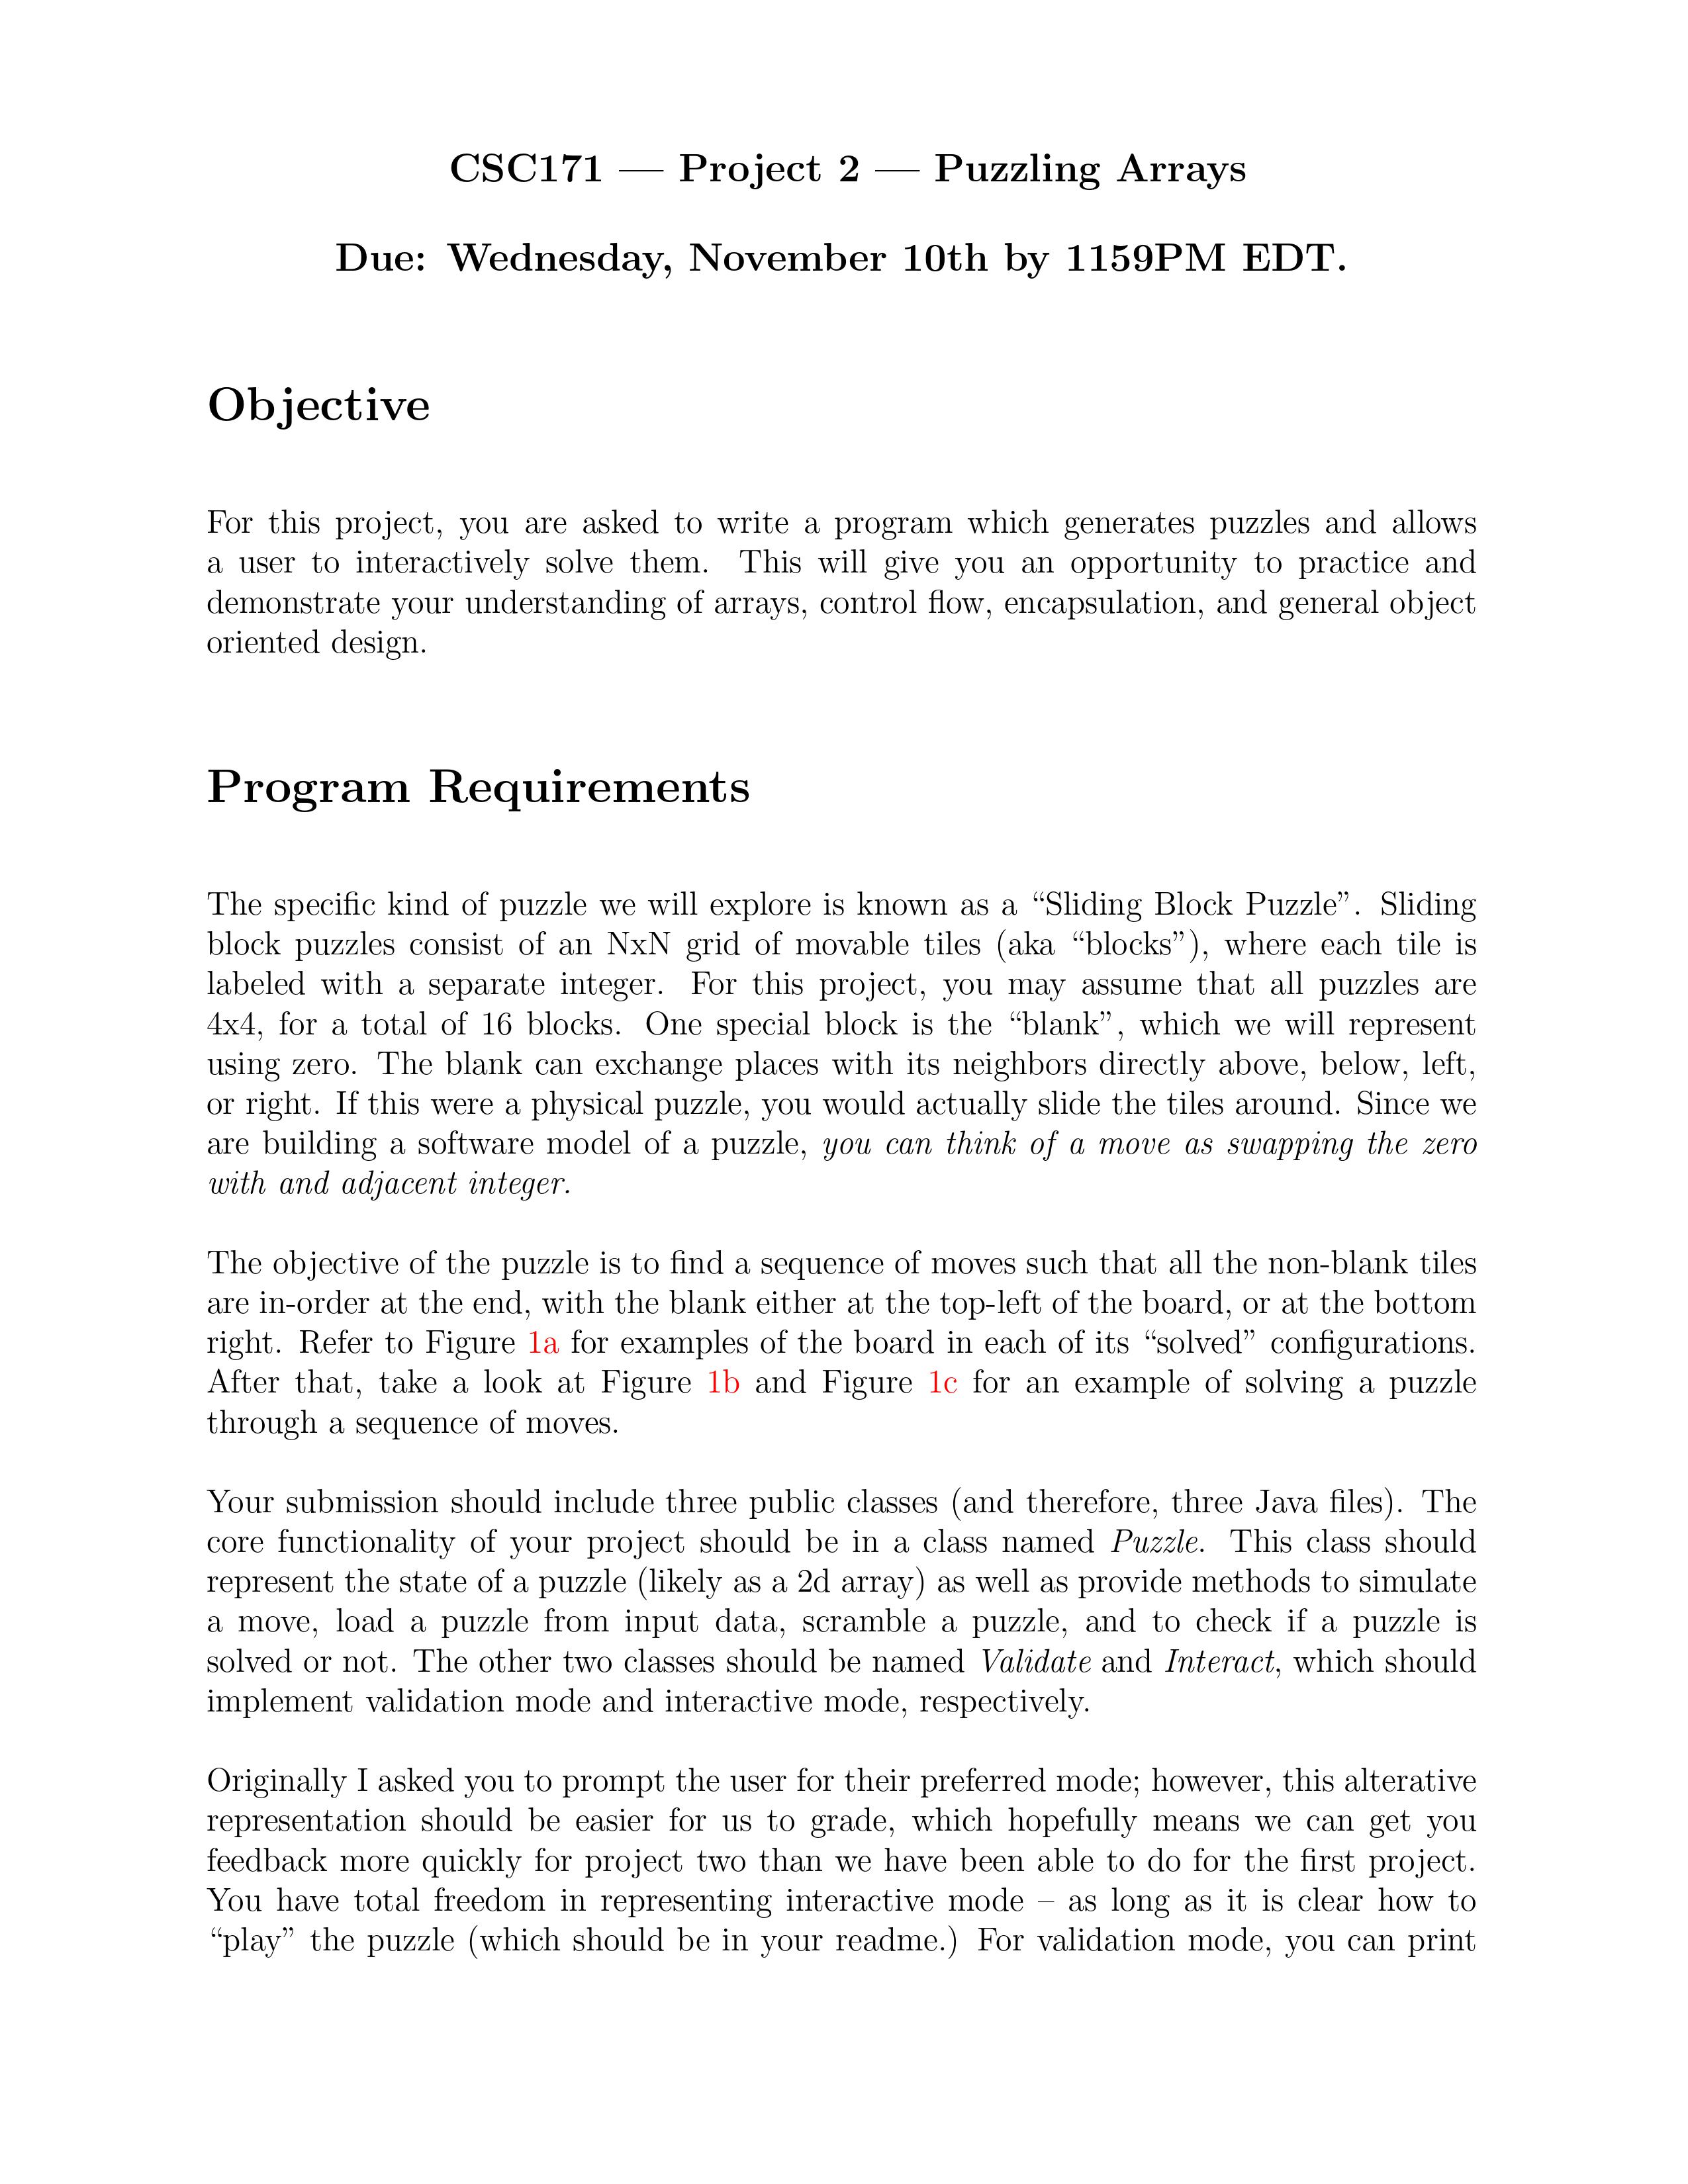 CSC171 — Project 2 — Puzzling Arrays
Due: Wednesday, November 10th by 1159PM EDT.
Objective
For this project, you are asked to write a program which generates puzzles and allows
a user to interactively solve them. This will give you an opportunity to practice and
demonstrate your understanding of arrays, control flow, encapsulation, and general object
oriented design.
Program Requirements
The specific kind of puzzle we will explore is known as a “Sliding Block Puzzle”. Sliding
block puzzles consist of an NxN grid of movable tiles (aka “blocks”), where each tile is
labeled with a separate integer. For this project, you may assume that all puzzles are
4x4, for a total of 16 blocks. One special block is the “blank”, which we will represent
using zero. The blank can exchange places with its neighbors directly above, below, left,
or right. If this were a physical puzzle, you would actually slide the tiles around. Since we
are building a software model of a puzzle, you can think of a move as swapping the zero
with and adjacent integer.
The objective of the puzzle is to find a sequence of moves such that all the non-blank tiles
are in-order at the end, with the blank either at the top-left of the board, or at the bottom
right. Refer to Figure 1a for examples of the board in each of its “solved” configurations.
After that, take a look at Figure 1b and Figure 1c for an example of solving a puzzle
through a sequence of moves.
Your submission should include three public classes (and therefore, three Java files). The
core functionality of your project should be in a class named Puzzle. This class should
represent the state of a puzzle (likely as a 2d array) as well as provide methods to simulate
a move, load a puzzle from input data, scramble a puzzle, and to check if a puzzle is
solved or not. The other two classes should be named Validate and Interact, which should
implement validation mode and interactive mode, respectively.
Originally I asked you to prompt the user for their preferred mode; however, this alterative
representation should be easier for us to grade, which hopefully means we can get you
feedback more quickly for project two than we have been able to do for the first project.
You have total freedom in representing interactive mode – as long as it is clear how to
“play” the puzzle (which should be in your readme.) For validation mode, you can print